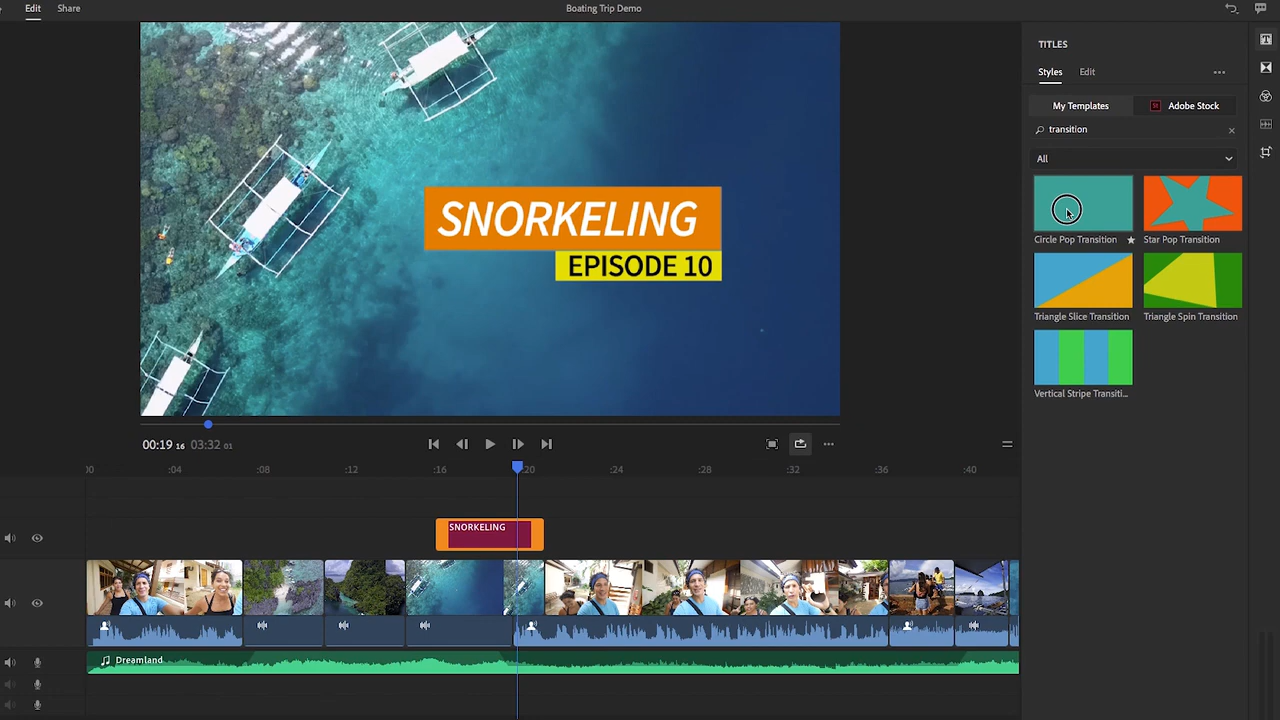 Edit Share Boating Trip Demo
TITLES
Styles Edit
My Templates St Adobe Stock
transition
All
Circle Pop Transition Star Pop Transition
Triangle Slice Transition Triangle Spin Transition
Vertical Stripe Transiti...
SNORKELING
EPISODE 10
00:19 16 03:32 01
:00 :04 :08 :12 :16 :20 :24 :28 :32 :36 :40
SNORKELING
Dreamland